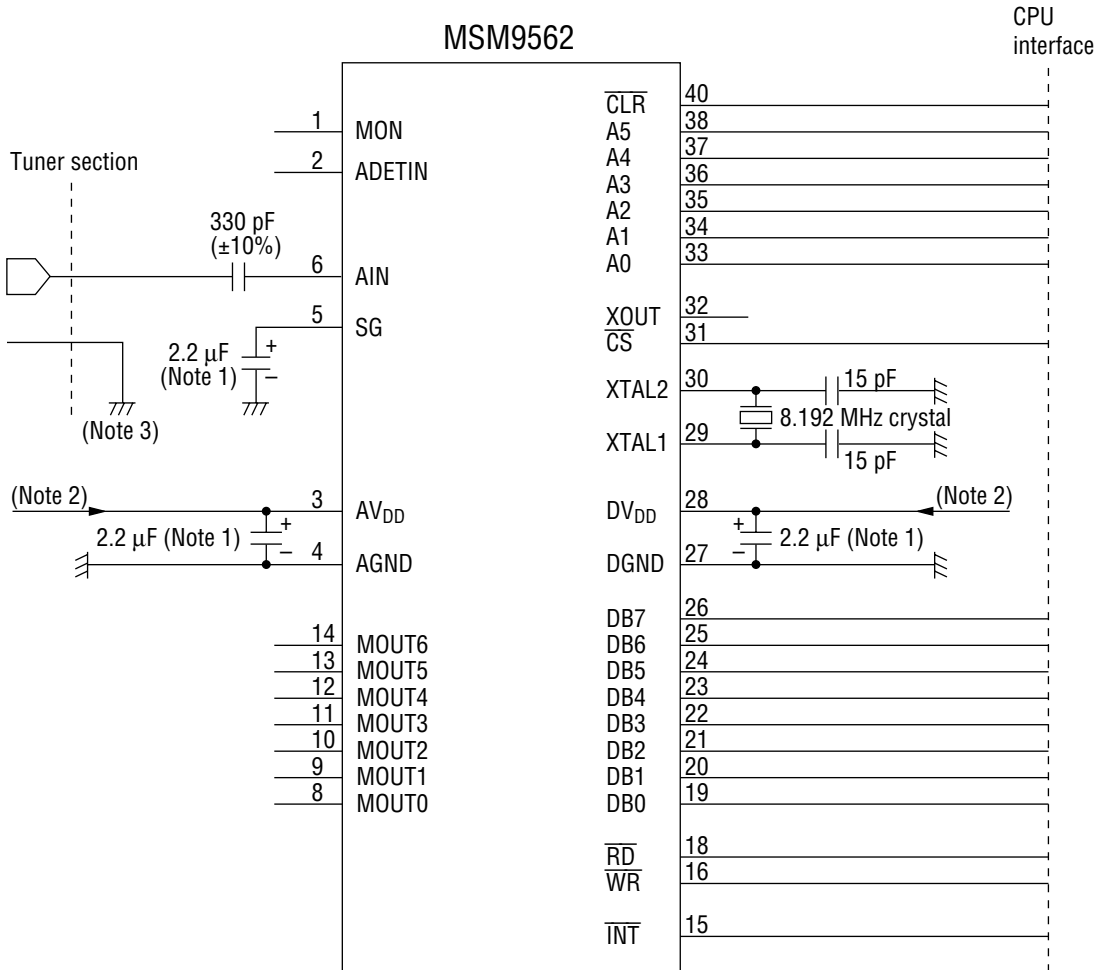 MSM9562
CPU
interface
Tuner section
1 MON
2 ADETIN
330 pF
(±10%)
6 AIN
5 SG
2.2 µF
(Note 1)
+
–
(Note 3)
(Note 2)
3 AVDD
2.2 µF (Note 1)
+
–
4 AGND
14 MOUT6
13 MOUT5
12 MOUT4
11 MOUT3
10 MOUT2
9 MOUT1
8 MOUT0
C̅L̅R̅ 40
A5 38
A4 37
A3 36
A2 35
A1 34
A0 33
XOUT 32
C̅S̅ 31
XTAL2 30
15 pF
8.192 MHz crystal
XTAL1 29
15 pF
DVDD 28
(Note 2)
+
–
2.2 µF (Note 1)
DGND 27
DB7 26
DB6 25
DB5 24
DB4 23
DB3 22
DB2 21
DB1 20
DB0 19
R̅D̅ 18
W̅R̅ 16
I̅N̅T̅ 15